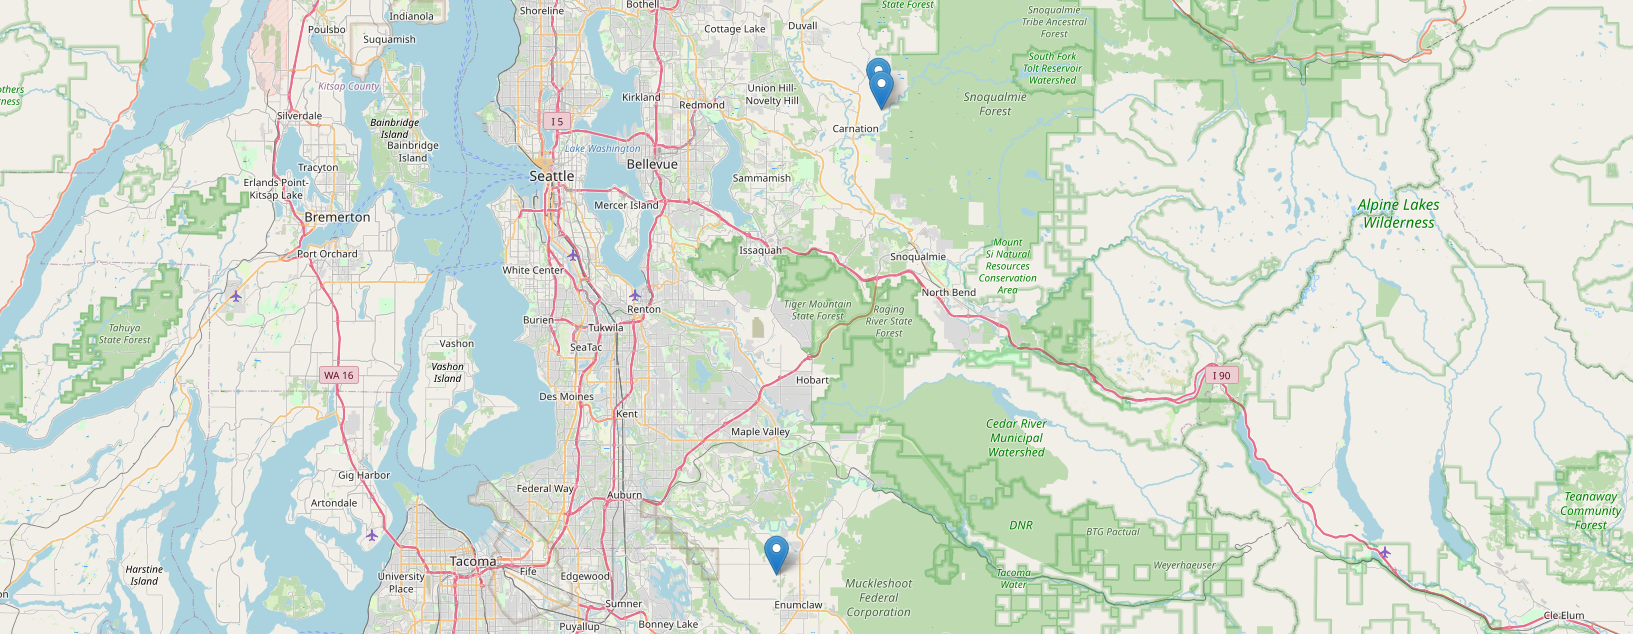 Shoreline
Bothell
State Forest
Indianola
Poulsbo
Suquamish
Cottage Lake
Duvall
Snoqualmie
Tribe Ancestral
Forest
South Fork
Tolt Reservoir
Watershed
others
ness
Kitsap County
Kirkland
Redmond
Union Hill-
Novelty Hill
Snoqualmie
Forest
Silverdale
Bainbridge
Island
Bainbridge
Island
I 5
Carnation
Lake Washington
Tracyton
Seattle
Bellevue
Erlands Point-
Kitsap Lake
Sammamish
Bremerton
Mercer Island
Alpine Lakes
Wilderness
Port Orchard
Issaquah
Snoqualmie
Mount
Si Natural
Resources
Conservation
Area
White Center
North Bend
Tiger Mountain
State Forest
Raging
River State
Forest
Renton
Burien
Tukwila
Tahuya
State Forest
Vashon
SeaTac
Vashon
Island
WA 16
Hobart
I 90
Des Moines
Kent
Maple Valley
Cedar River
Municipal
Watershed
Gig Harbor
Federal Way
Auburn
Artondale
Teanaway
Community
Forest
DNR
BTG Pactual
Tacoma
Harstine
Island
University
Place
Fife
Edgewood
Weyerhaeuser
Tacoma
Water
Muckleshoot
Federal
Corporation
Sumner
Enumclaw
Puyallup
Bonney Lake
Cle Elum